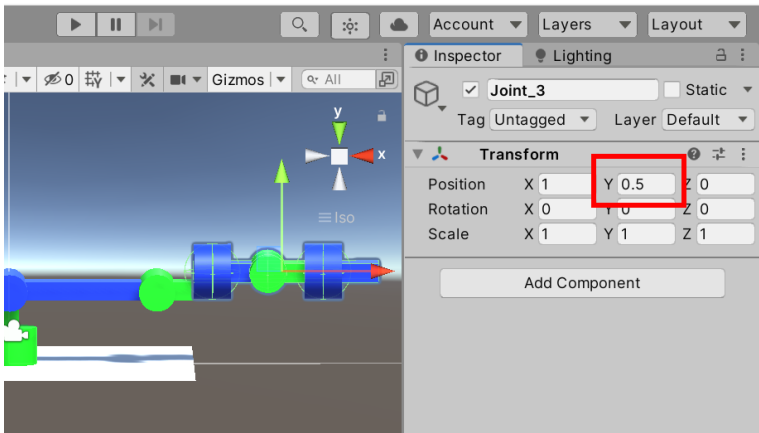 Account Layers Layout
Inspector Lighting
0 Gizmos All
Joint_3 Static
Tag Untagged Layer Default
y
x
Iso
Transform
Position X 1 Y 0.5 Z 0
Rotation X 0 Y 0 Z 0
Scale X 1 Y 1 Z 1
Add Component